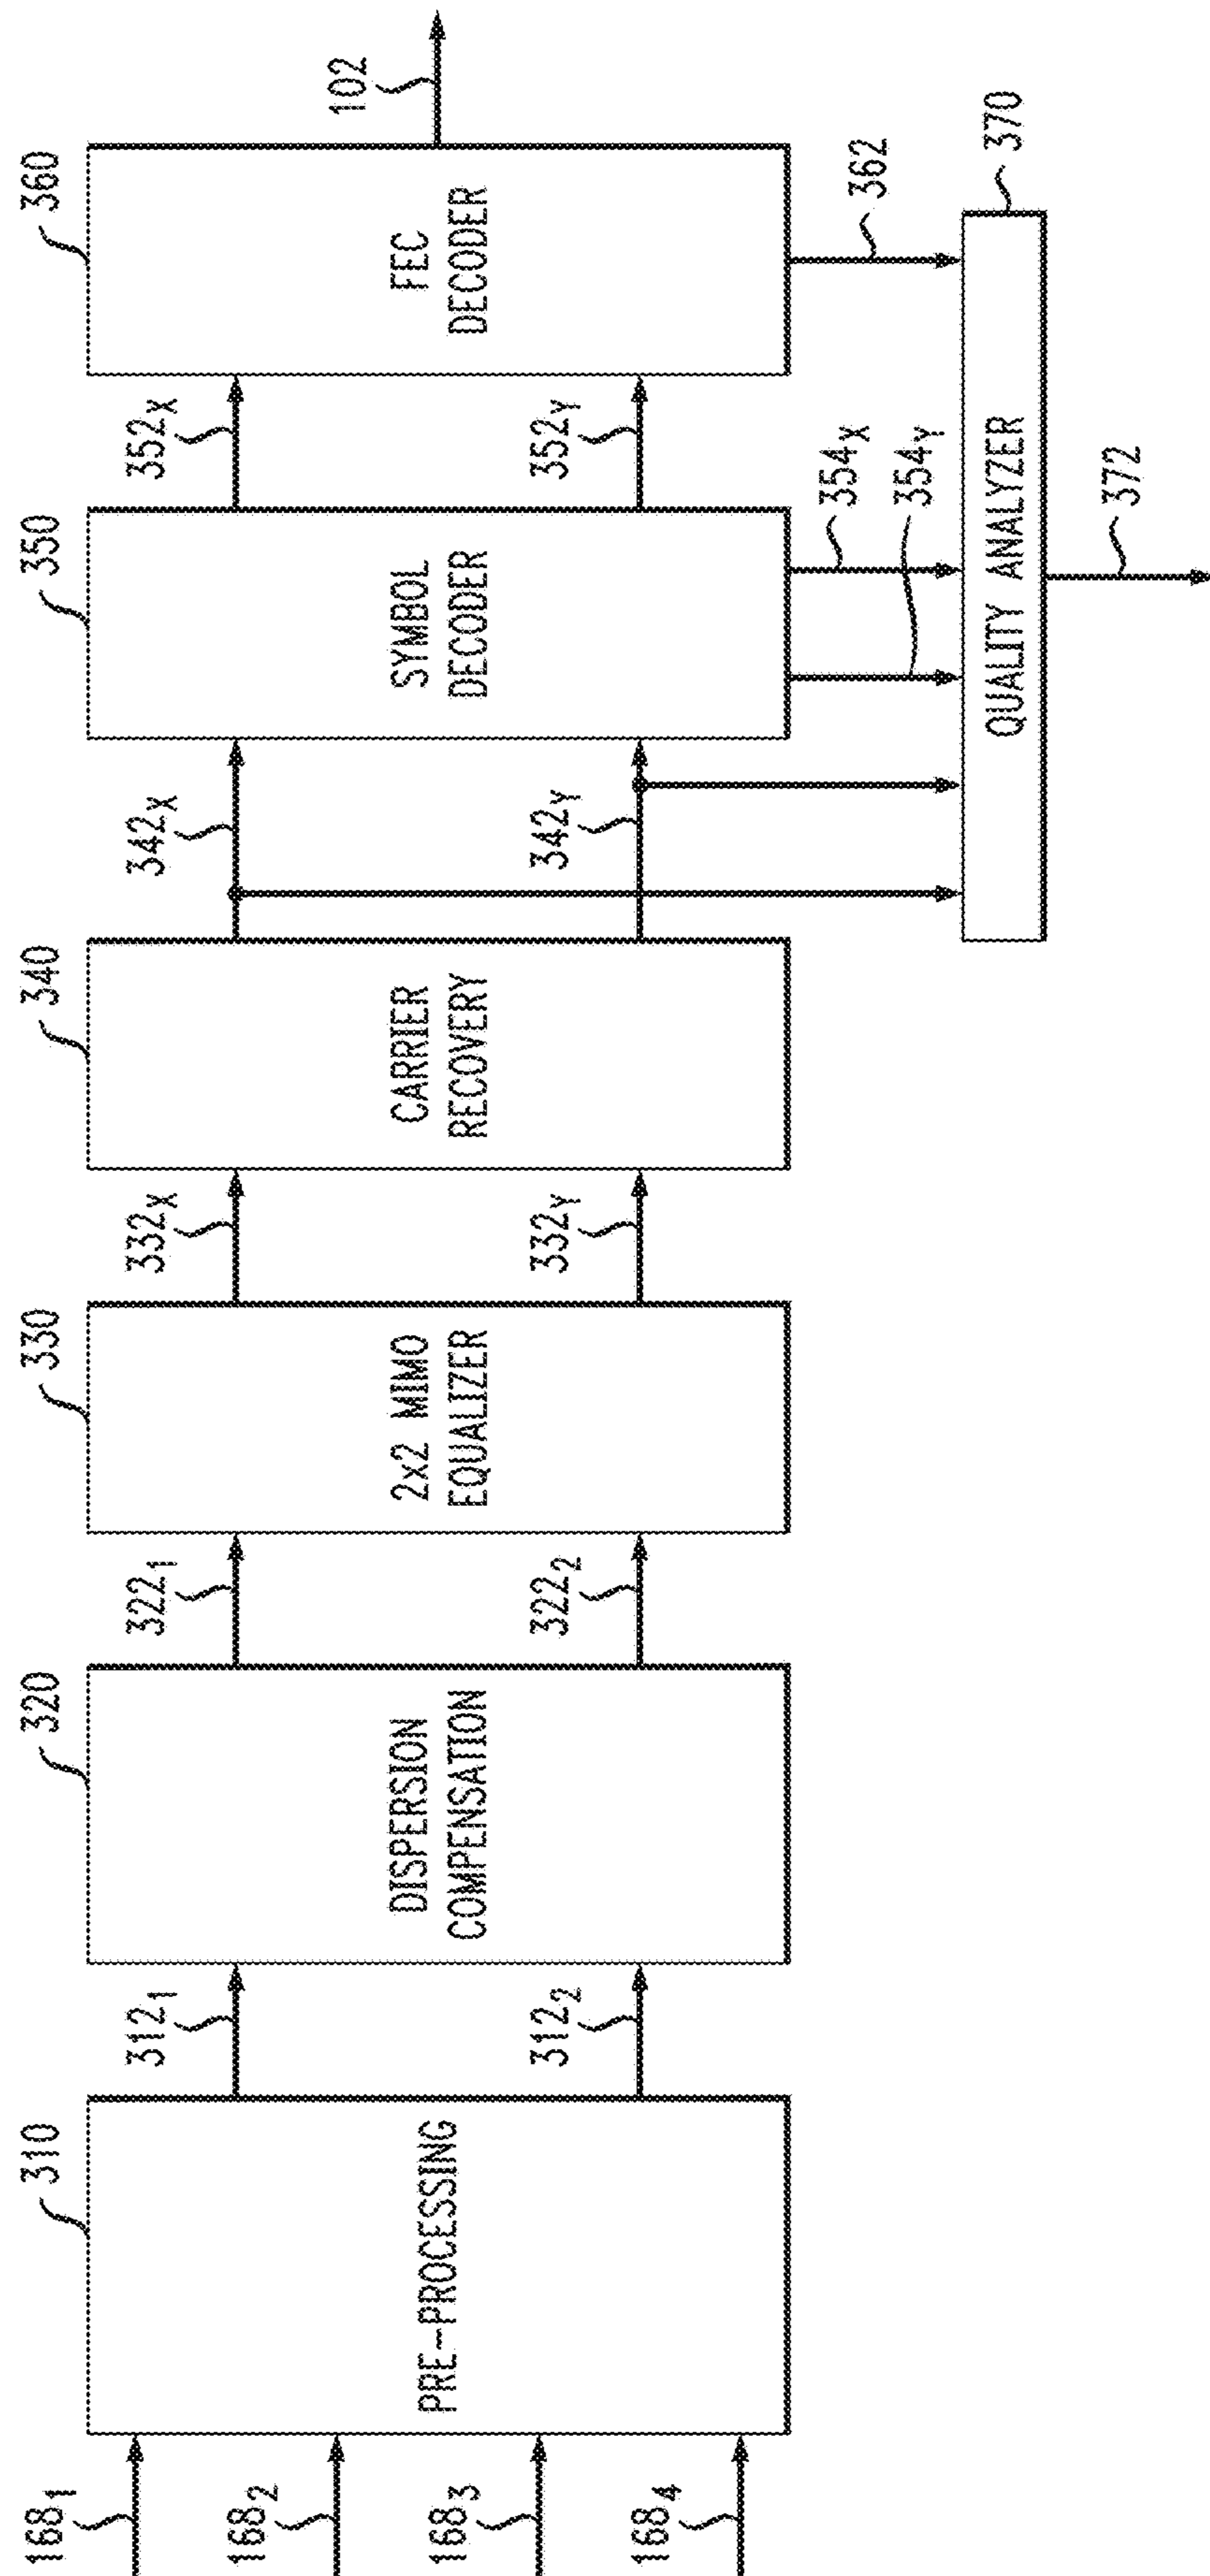 168₁
168₂
168₃
168₄
310
PRE-PROCESSING
312₁
312₂
320
DISPERSION
COMPENSATION
322₁
322₂
330
2x2 MIMO
EQUALIZER
332X
332Y
340
CARRIER
RECOVERY
342X
342Y
350
SYMBOL
DECODER
352X
352Y
354X
354Y
360
FEC
DECODER
362
102
370
QUALITY ANALYZER
372